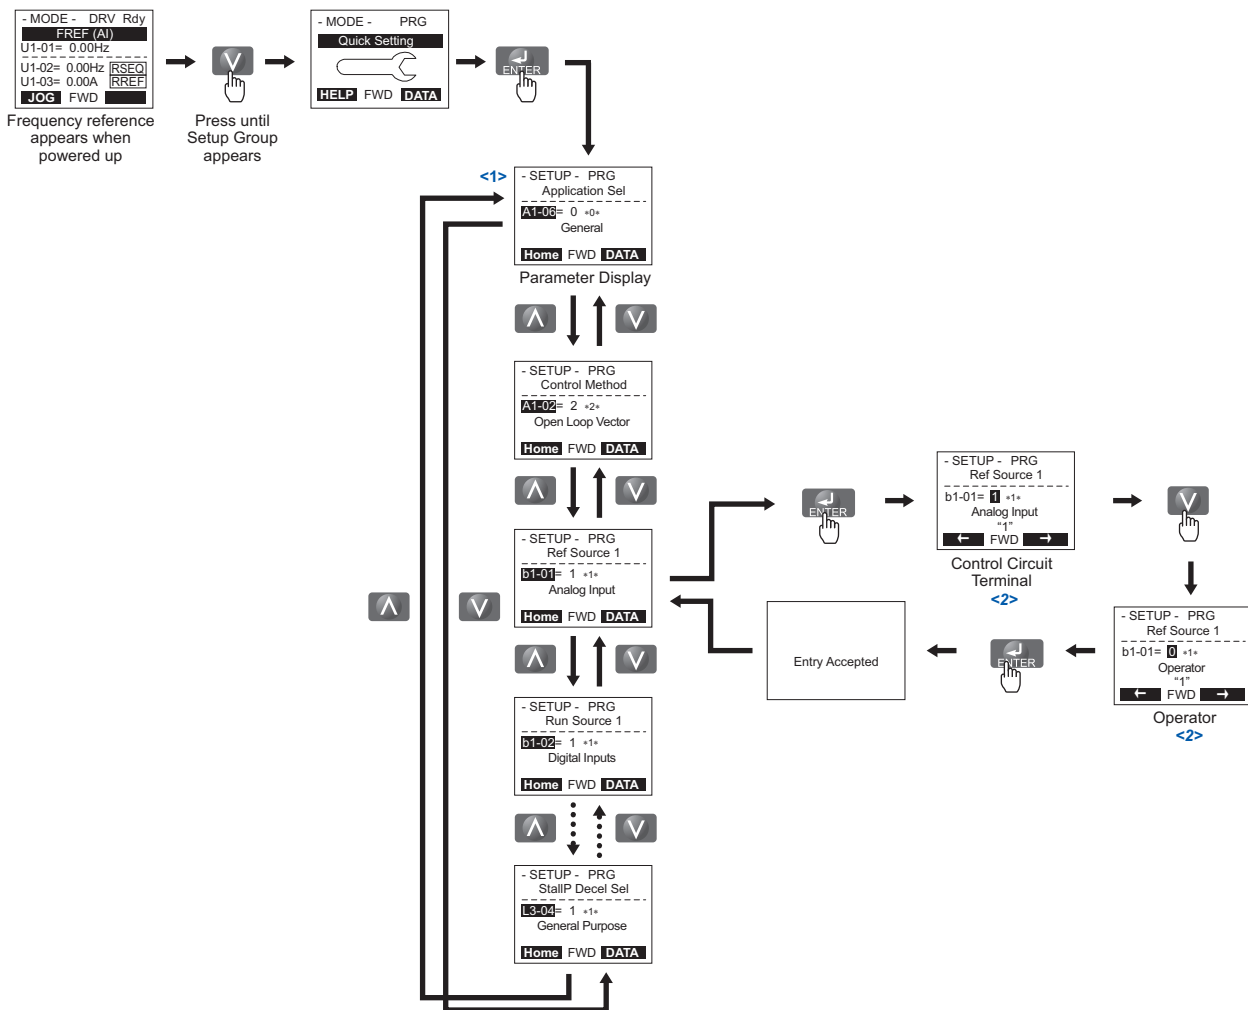 - MODE - DRV Rdy
FREF (AI)
U1-01= 0.00Hz
U1-02= 0.00Hz RSEQ
U1-03= 0.00A RREF
JOG FWD
Frequency reference
appears when
powered up
Press until
Setup Group
appears
- MODE - PRG
Quick Setting
HELP FWD DATA
ENTER
<1>
- SETUP - PRG
Application Sel
A1-06= 0 *0*
General
Home FWD DATA
Parameter Display
- SETUP - PRG
Control Method
A1-02= 2 *2*
Open Loop Vector
Home FWD DATA
- SETUP - PRG
Ref Source 1
b1-01= 1 *1*
Analog Input
Home FWD DATA
- SETUP - PRG
Run Source 1
b1-02= 1 *1*
Digital Inputs
Home FWD DATA
- SETUP - PRG
StallP Decel Sel
L3-04= 1 *1*
General Purpose
Home FWD DATA
ENTER
- SETUP - PRG
Ref Source 1
b1-01= 1 *1*
Analog Input
“1”
← FWD →
Control Circuit
Terminal
<2>
- SETUP - PRG
Ref Source 1
b1-01= 0 *1*
Operator
“1”
← FWD →
Operator
<2>
ENTER
Entry Accepted